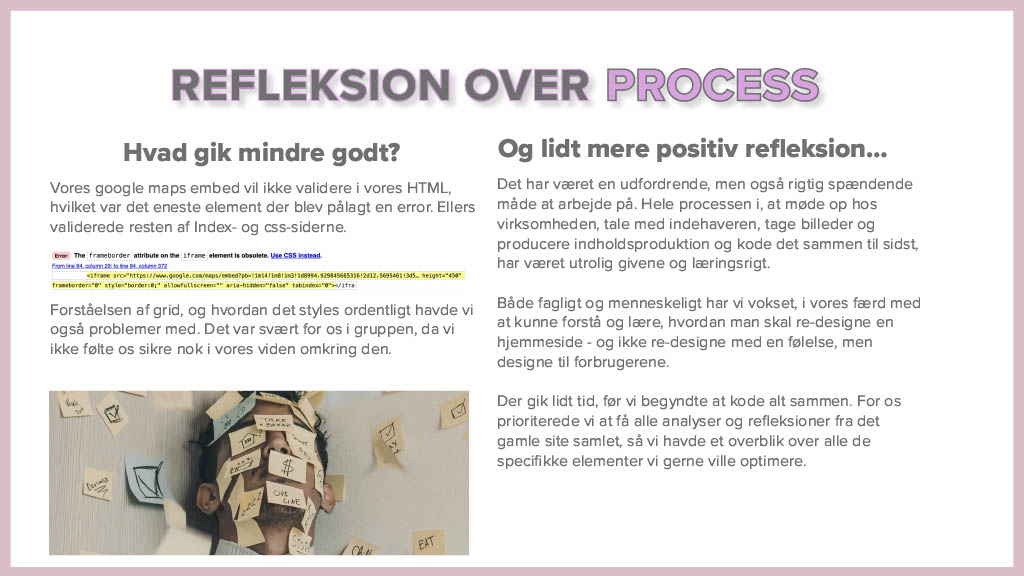 REFLEKSION OVER PROCESS
Hvad gik mindre godt?
Vores google maps embed vil ikke validere i vores HTML,
hvilket var det eneste element der blev pålagt en error. Ellers
validerede resten af Index- og css-siderne.
Error The frameborder attribute on the iframe element is obsolete. Use CSS instead.
From line 84, column 29; to line 84, column 372
<iframe src="https://www.google.com/maps/embed?pb=!1m14!1m8!1m3!1d8994.929845665316!2d12.5695461!3d5… height="450"
frameborder="0" style="border:0;" allowfullscreen="" aria-hidden="false" tabindex="0"></ifra
Forståelsen af grid, og hvordan det styles ordentligt havde vi
også problemer med. Det var svært for os i gruppen, da vi
ikke følte os sikre nok i vores viden omkring den.
TAKE
A BREAK
$
OFF
LINE
STOP
EAT
Og lidt mere positiv refleksion...
Det har været en udfordrende, men også rigtig spændende
måde at arbejde på. Hele processen i, at møde op hos
virksomheden, tale med indehaveren, tage billeder og
producere indholdsproduktion og kode det sammen til sidst,
har været utrolig givene og læringsrigt.
Både fagligt og menneskeligt har vi vokset, i vores færd med
at kunne forstå og lære, hvordan man skal re-designe en
hjemmeside - og ikke re-designe med en følelse, men
designe til forbrugerene.
Der gik lidt tid, før vi begyndte at kode alt sammen. For os
prioriterede vi at få alle analyser og refleksioner fra det
gamle site samlet, så vi havde et overblik over alle de
specifikke elementer vi gerne ville optimere.